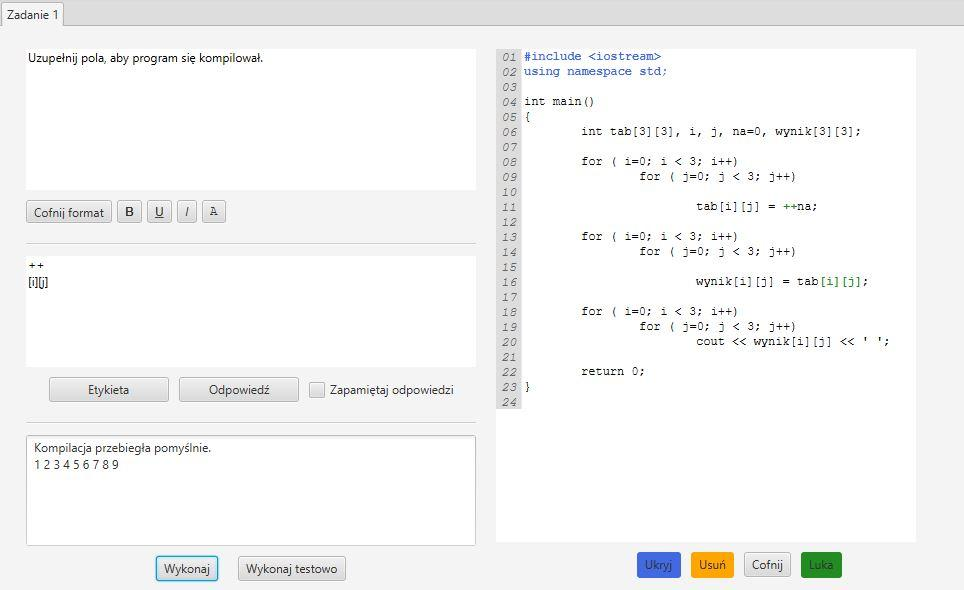 Zadanie 1
Uzupełnij pola, aby program się kompilował.
Cofnij format B U I A
++
[i][j]
Etykieta Odpowiedź Zapamiętaj odpowiedzi
Kompilacja przebiegła pomyślnie.
1 2 3 4 5 6 7 8 9
Wykonaj Wykonaj testowo
01 #include <iostream>
02 using namespace std;
03
04 int main()
05 {
06 int tab[3][3], i, j, na=0, wynik[3][3];
07
08 for ( i=0; i < 3; i++)
09 for ( j=0; j < 3; j++)
10
11 tab[i][j] = ++na;
12
13 for ( i=0; i < 3; i++)
14 for ( j=0; j < 3; j++)
15
16 wynik[i][j] = tab[i][j];
17
18 for ( i=0; i < 3; i++)
19 for ( j=0; j < 3; j++)
20 cout << wynik[i][j] << ' ';
21
22 return 0;
23 }
24
Ukryj Usuń Cofnij Luka